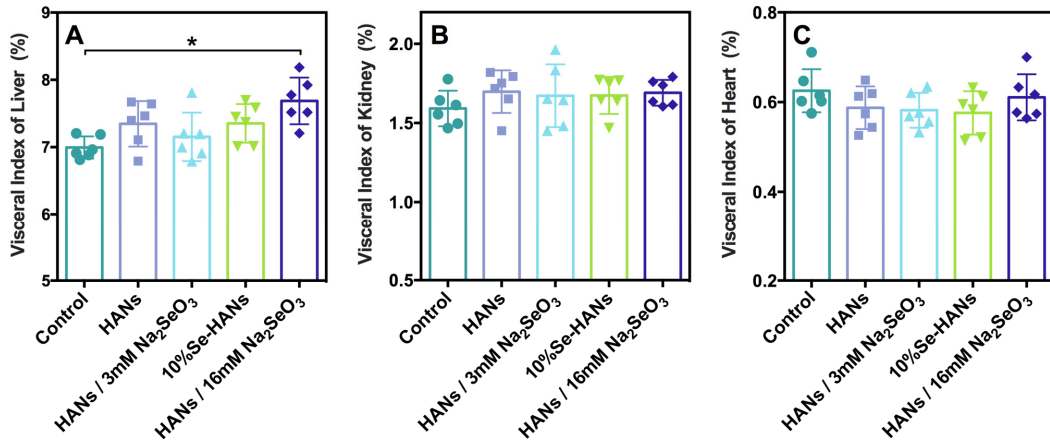 A
Visceral Index of Liver (%)
9
8
7
6
5
*
Control
HANs
HANs / 3mM Na₂SeO₃
10%Se-HANs
HANs / 16mM Na₂SeO₃
B
Visceral Index of Kidney (%)
2.0
1.5
1.0
0.5
Control
HANs
HANs / 3mM Na₂SeO₃
10%Se-HANs
HANs / 16mM Na₂SeO₃
C
Visceral Index of Heart (%)
0.8
0.6
0.4
0.2
Control
HANs
HANs / 3mM Na₂SeO₃
10%Se-HANs
HANs / 16mM Na₂SeO₃